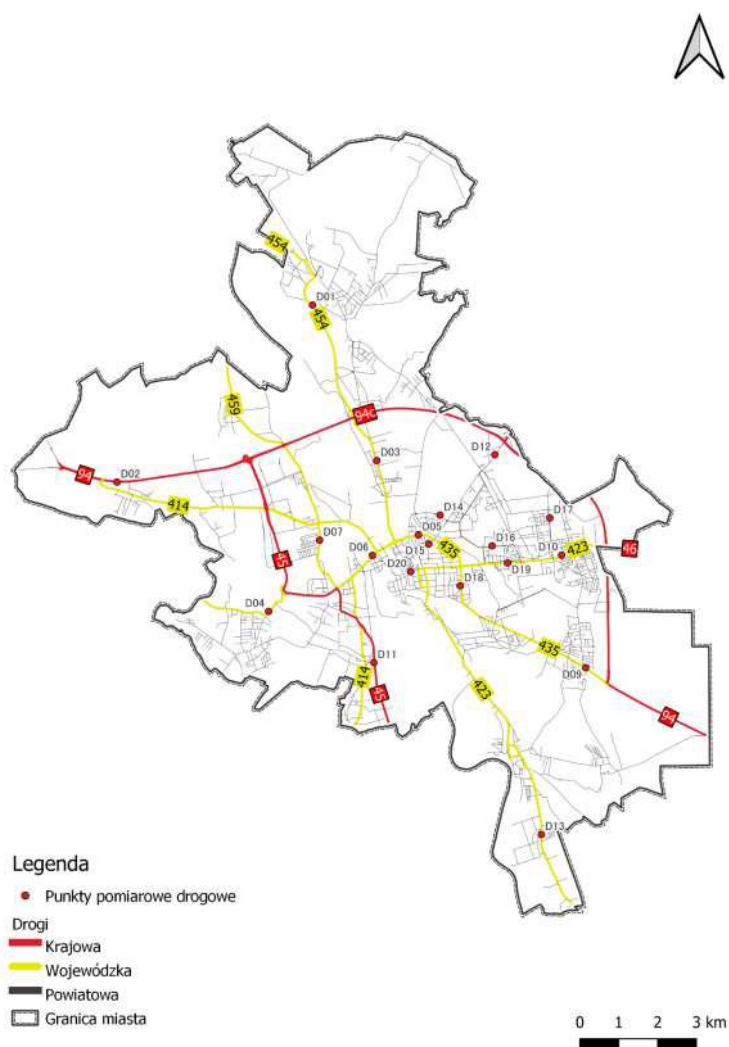 454
D01
454
459
94c
D03
D12
94
D02
414
D14
D17
D05
435
D15
D16
46
D07
D06
D10
423
D19
45
D20
D18
D04
435
D11
414
D09
45
423
94
D13
Legenda
Punkty pomiarowe drogowe
Drogi
Krajowa
Wojewódzka
Powiatowa
Granica miasta
0 1 2 3 km